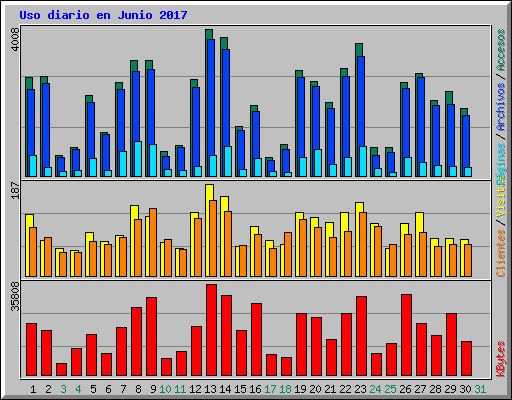 Uso diario en Junio 2017
4008
187
35808
Accesos
/ Archivos /
Páginas
Clientes / Visitas
KBytes
1 2 3 4 5 6 7 8 9 10 11 12 13 14 15 16 17 18 19 20 21 22 23 24 25 26 27 28 29 30 31